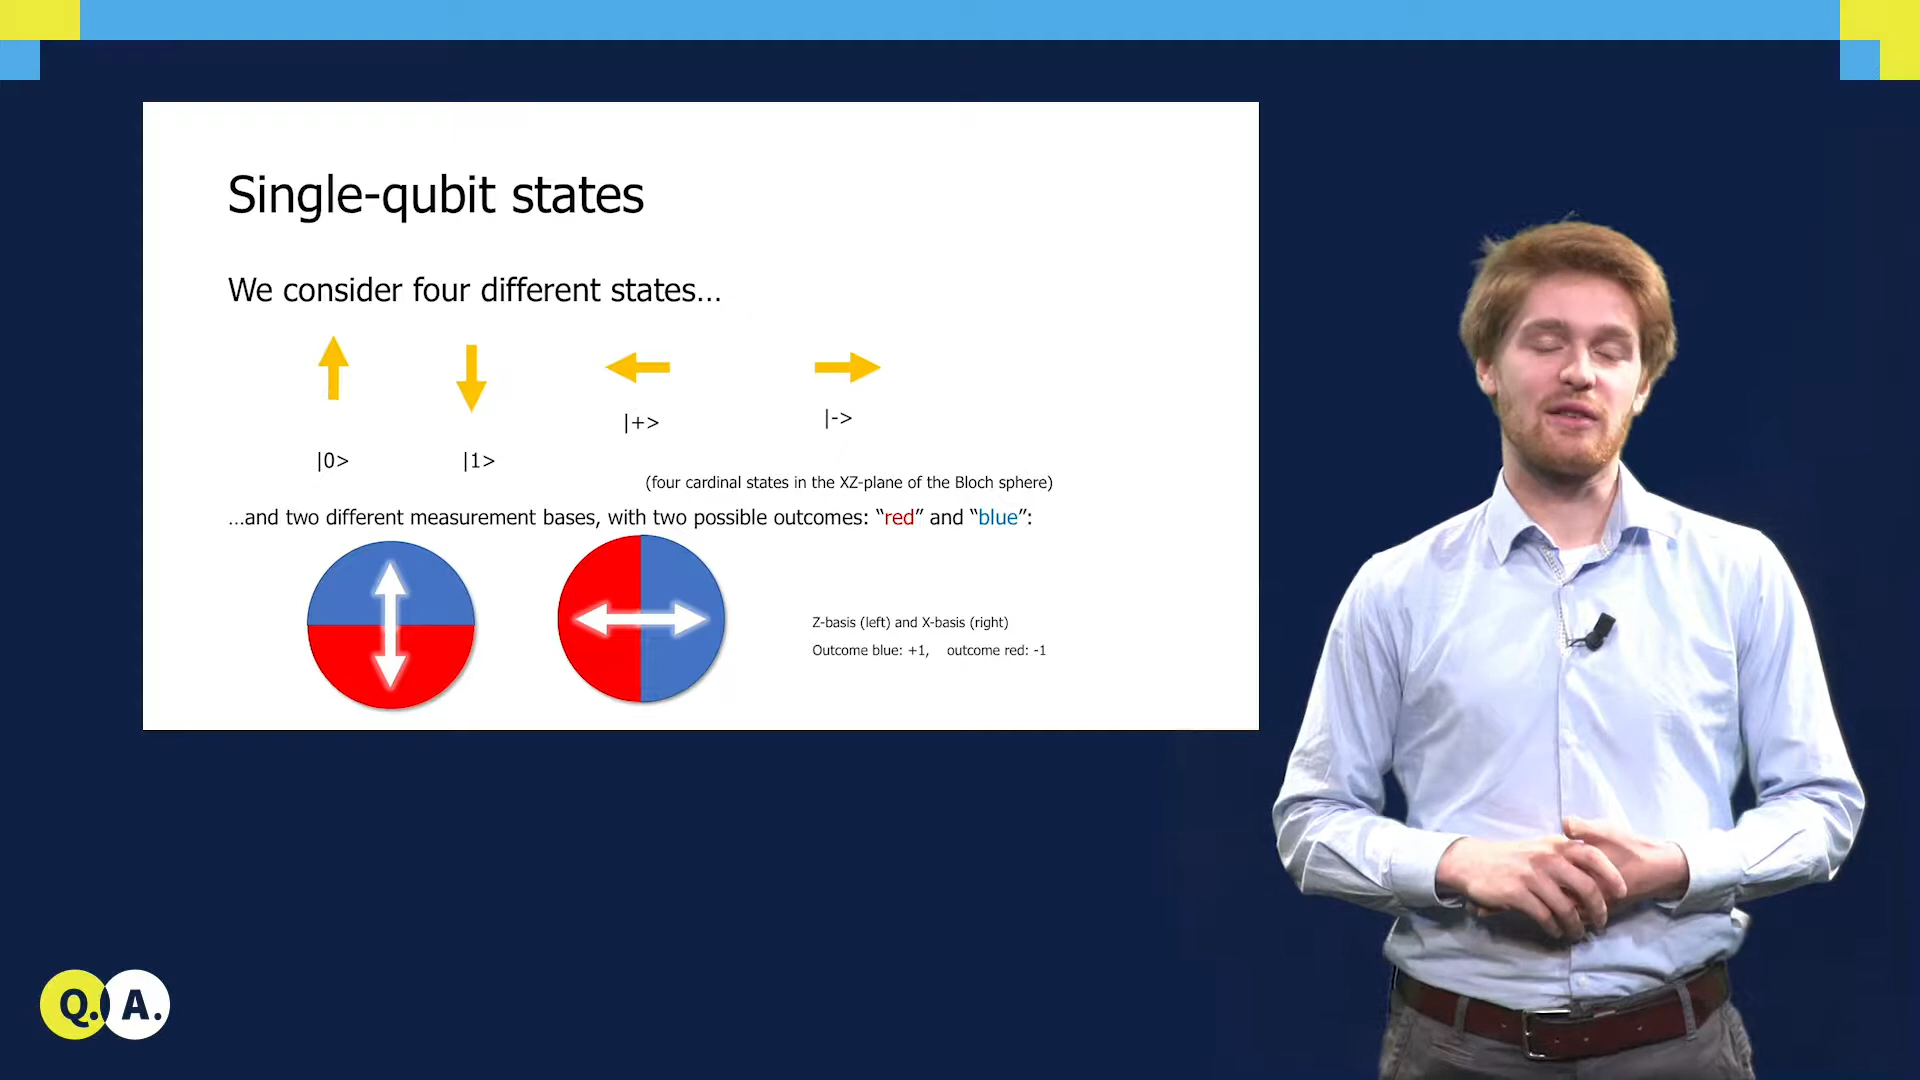 Single-qubit states
We consider four different states...
|0>
|1>
|+>
|->
(four cardinal states in the XZ-plane of the Bloch sphere)
...and two different measurement bases, with two possible outcomes: “red” and “blue”:
Z-basis (left) and X-basis (right)
Outcome blue: +1, outcome red: -1
Q. A.